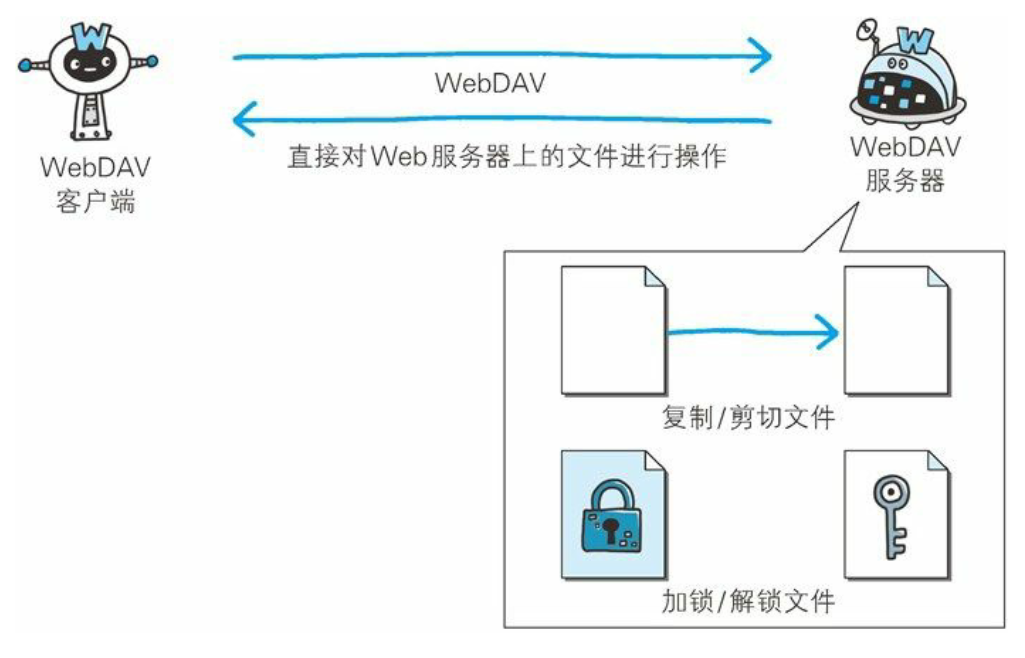 W
W
WebDAV
WebDAV
客户端
直接对Web服务器上的文件进行操作
WebDAV
服务器
复制/剪切文件
加锁/解锁文件